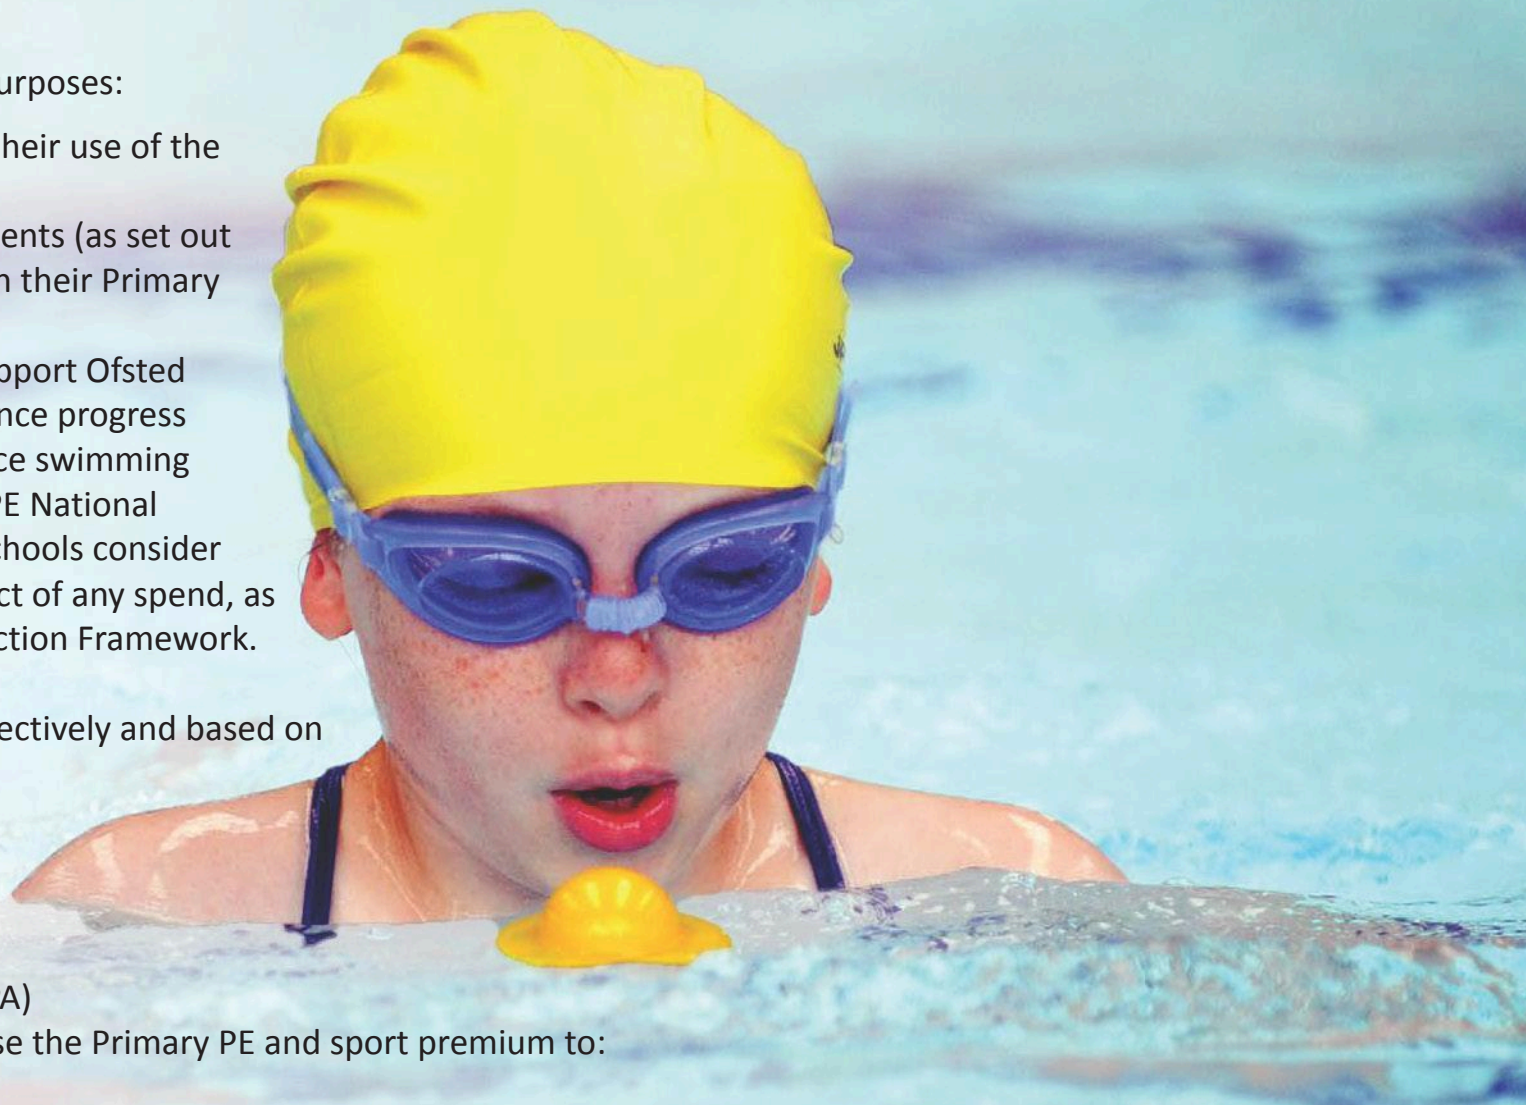 urposes:
heir use of the
ents (as set out
n their Primary
pport Ofsted
nce progress
ce swimming
PE National
chools consider
ct of any spend, as
ction Framework.
ectively and based on
A)
se the Primary PE and sport premium to: